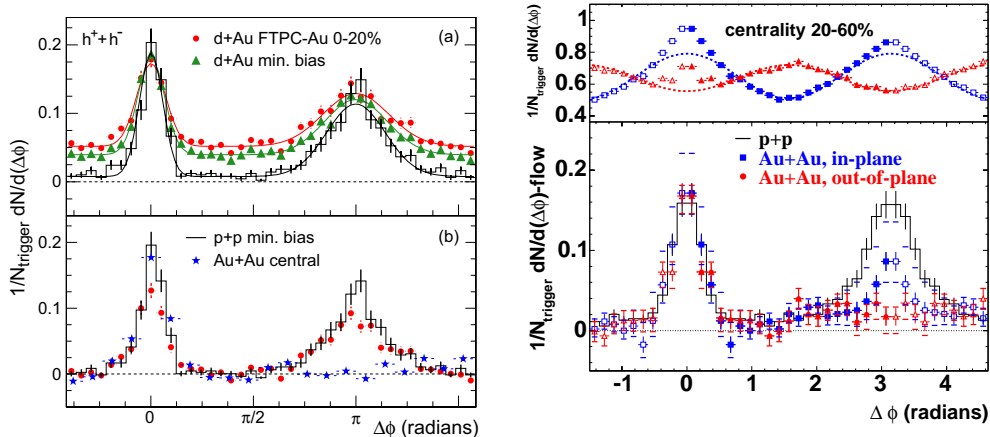 h⁺+h⁻
(a)
d+Au FTPC-Au 0-20%
d+Au min. bias
0.2
0.1
0
(b)
p+p min. bias
Au+Au central
0.2
0.1
0
1/N_trigger dN/d(Δϕ)
0
π/2
π
Δϕ (radians)
centrality 20-60%
1/N_trigger dN/d(Δϕ)
1
0.8
0.6
0.4
p+p
Au+Au, in-plane
Au+Au, out-of-plane
1/N_trigger dN/d(Δϕ)-flow
0.2
0.1
0
-1
0
1
2
3
4
Δ ϕ (radians)